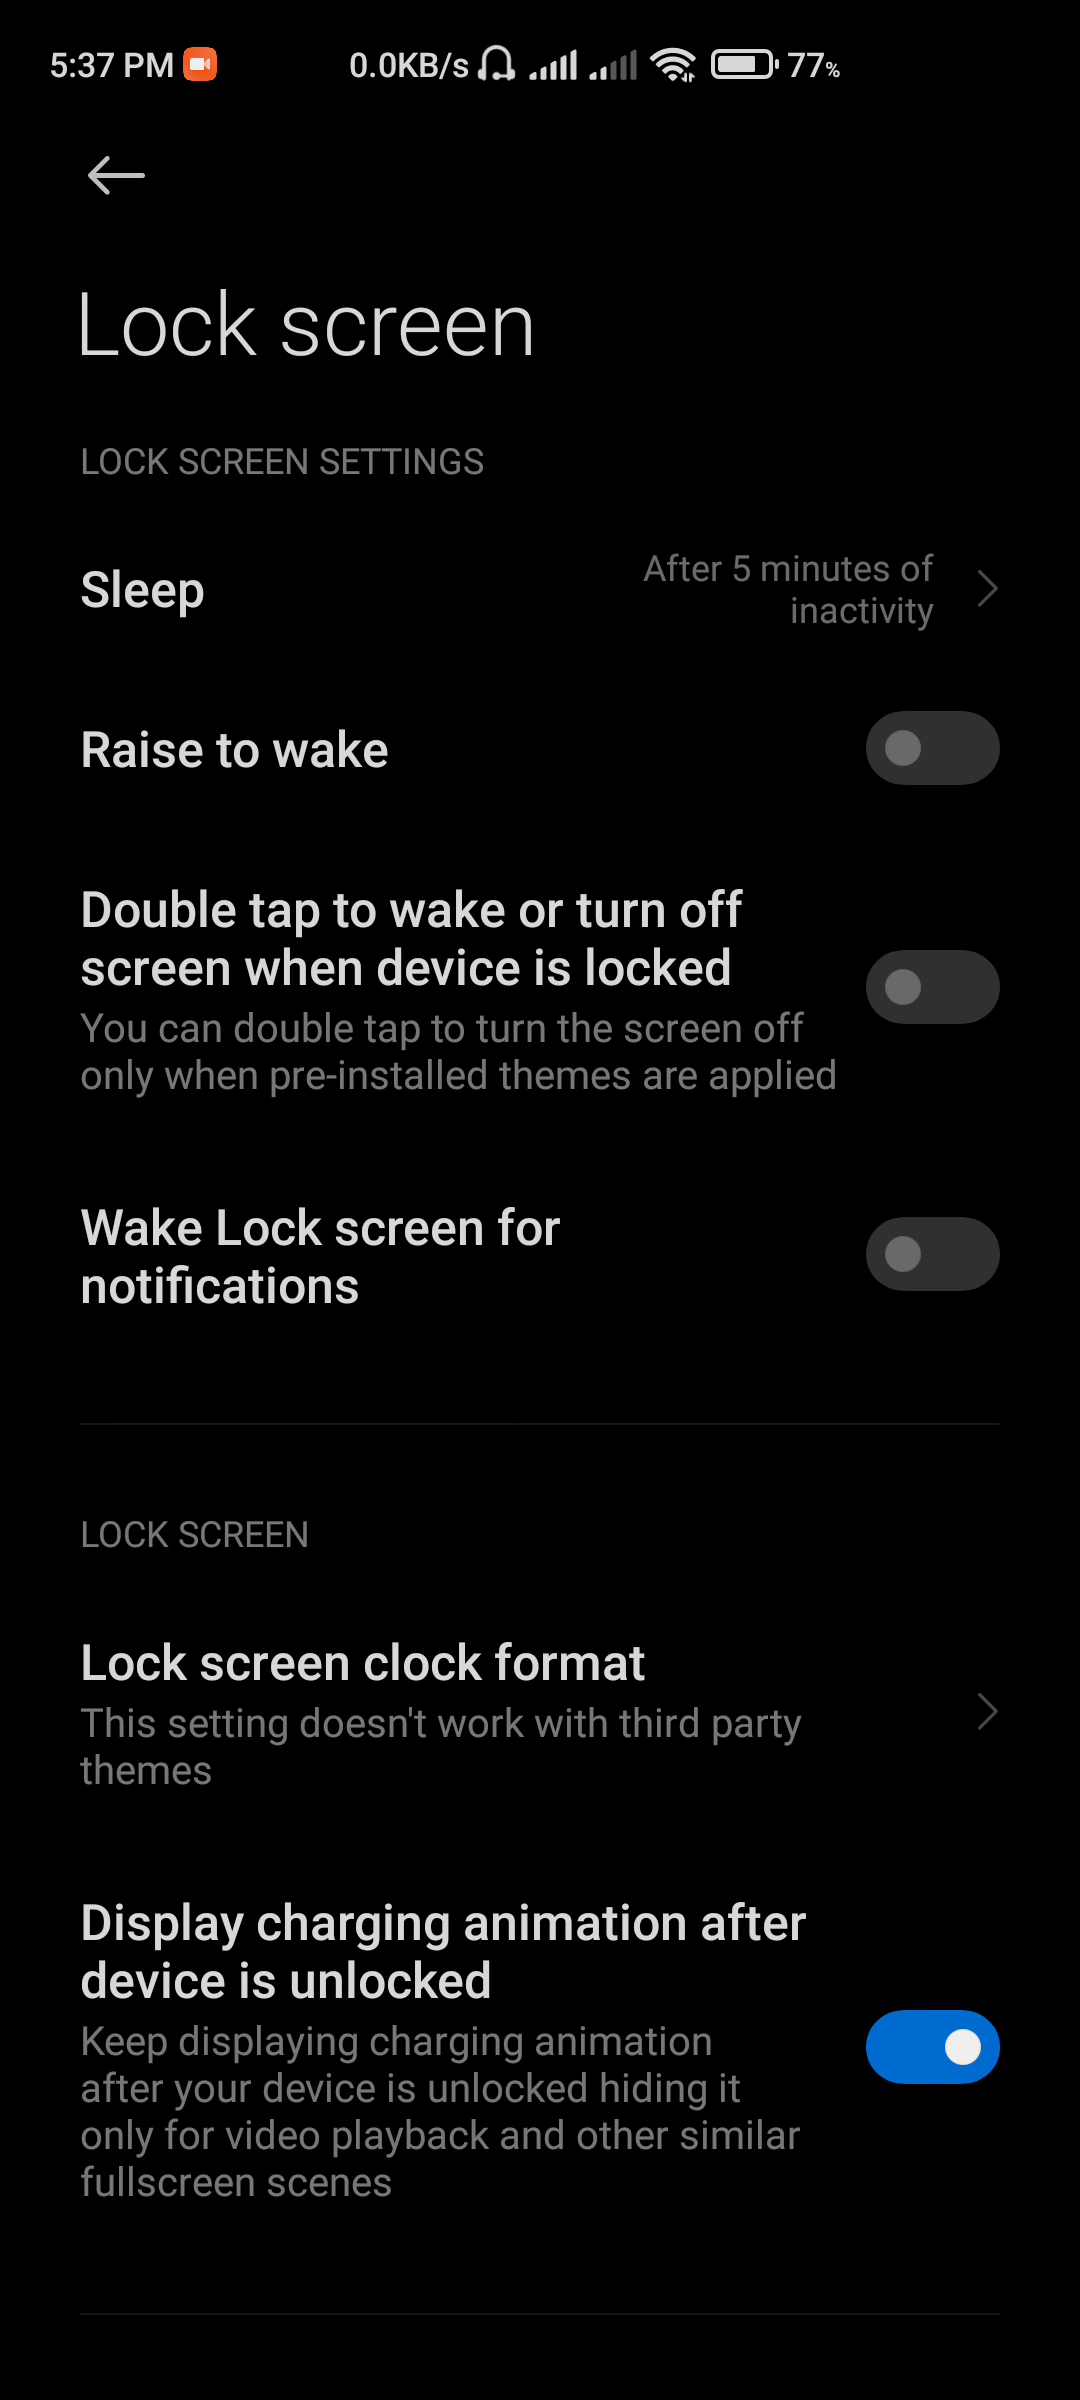 5:37 PM 0.0KB/s 77%
Lock screen
LOCK SCREEN SETTINGS
Sleep
After 5 minutes of
inactivity
Raise to wake
Double tap to wake or turn off
screen when device is locked
You can double tap to turn the screen off
only when pre-installed themes are applied
Wake Lock screen for
notifications
LOCK SCREEN
Lock screen clock format
This setting doesn't work with third party
themes
Display charging animation after
device is unlocked
Keep displaying charging animation
after your device is unlocked hiding it
only for video playback and other similar
fullscreen scenes